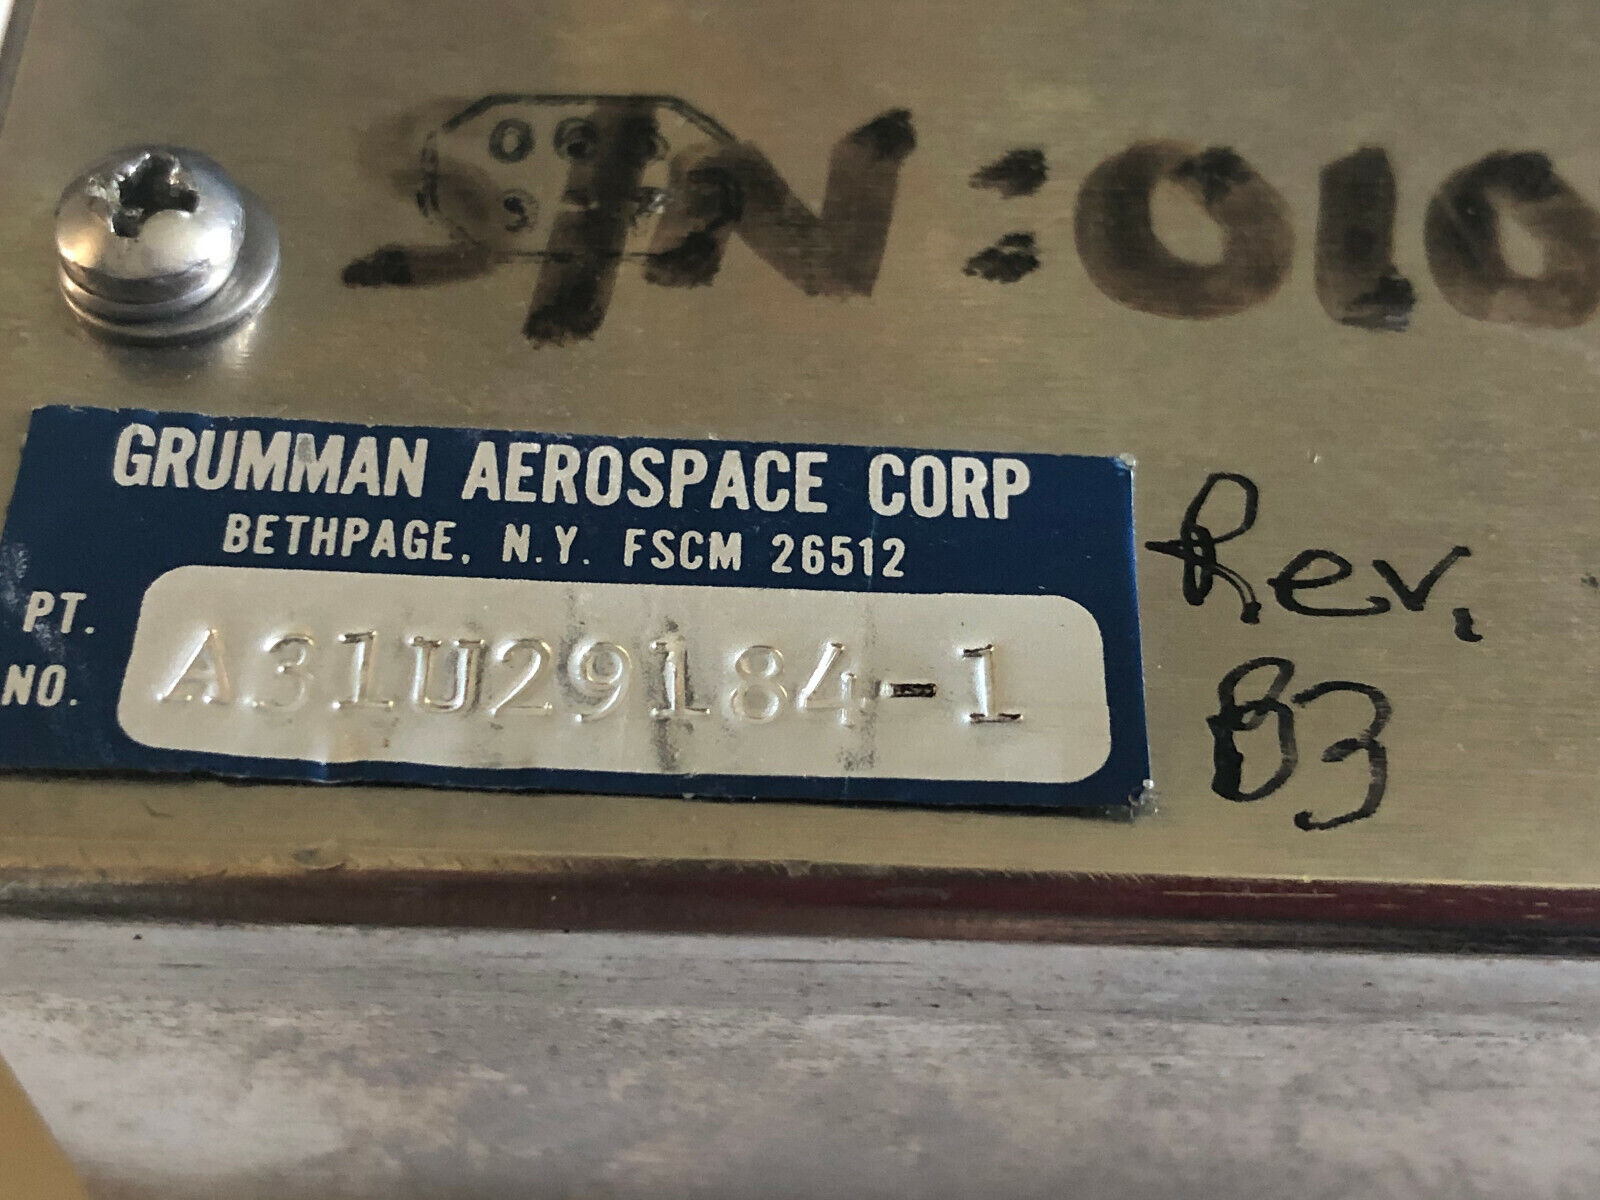 S/N:010
GRUMMAN AEROSPACE CORP
BETHPAGE, N.Y. FSCM 26512
PT. NO. A31U29184-1
Rev.
B3